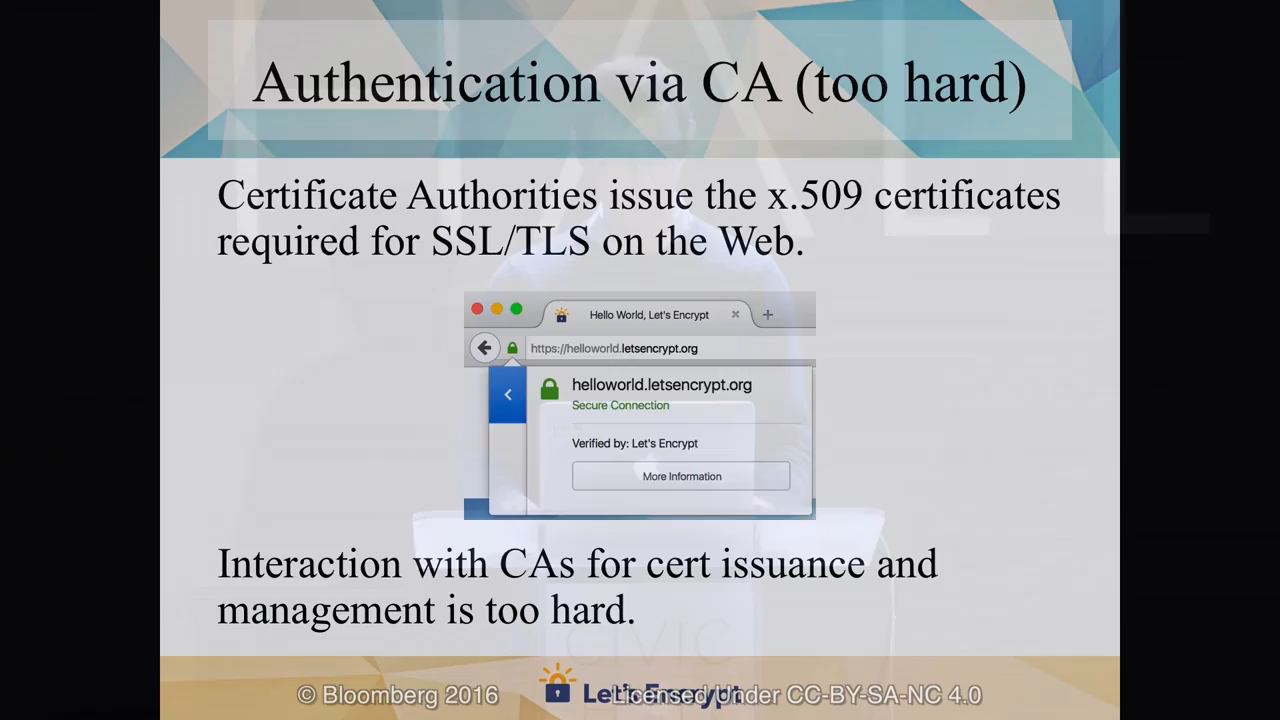 Authentication via CA (too hard)
Certificate Authorities issue the x.509 certificates
required for SSL/TLS on the Web.
Hello World, Let's Encrypt
https://helloworld.letsencrypt.org
helloworld.letsencrypt.org
Secure Connection
Verified by: Let's Encrypt
More Information
Interaction with CAs for cert issuance and
management is too hard.
CIVIC
© Bloomberg 2016
Let's Encrypt
Licensed Under CC-BY-SA-NC 4.0